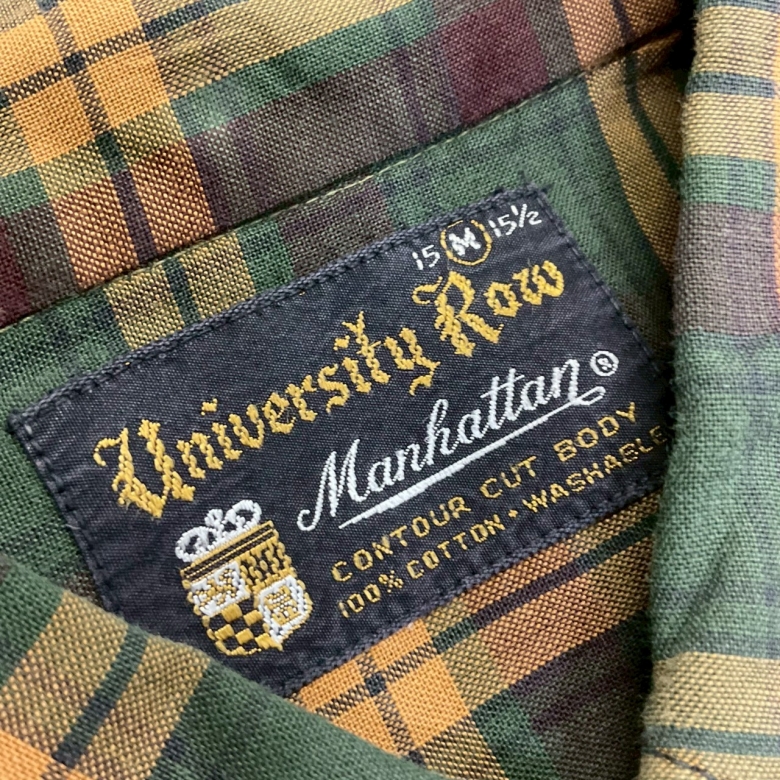 15 M 15½
University Row
Manhattan®
CONTOUR CUT BODY
100% COTTON • WASHABLE